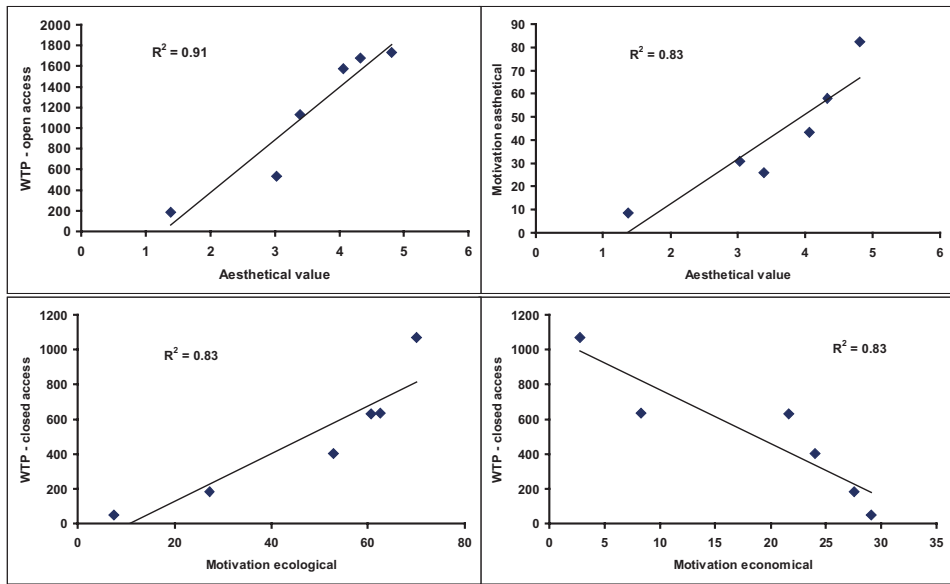 2000
1800
1600
1400
1200
1000
800
600
400
200
0
WTP - open access
R² = 0.91
0 1 2 3 4 5 6
Aesthetical value
90
80
70
60
50
40
30
20
10
0
Motivation easthetical
R² = 0.83
0 1 2 3 4 5 6
Aesthetical value
1200
1000
800
600
400
200
0
WTP - closed access
R² = 0.83
0 20 40 60 80
Motivation ecological
1200
1000
800
600
400
200
0
WTP - closed access
R² = 0.83
0 5 10 15 20 25 30 35
Motivation economical